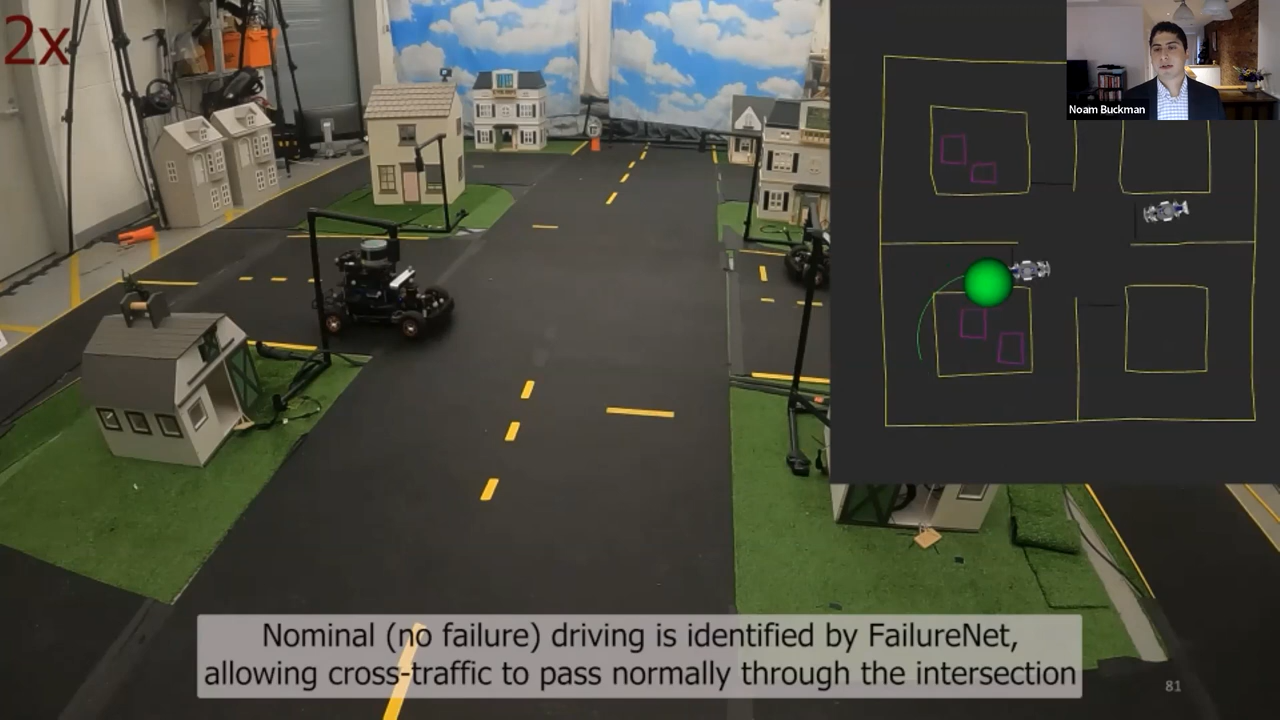 2x
Noam Buckman
Nominal (no failure) driving is identified by FailureNet,
allowing cross-traffic to pass normally through the intersection
81